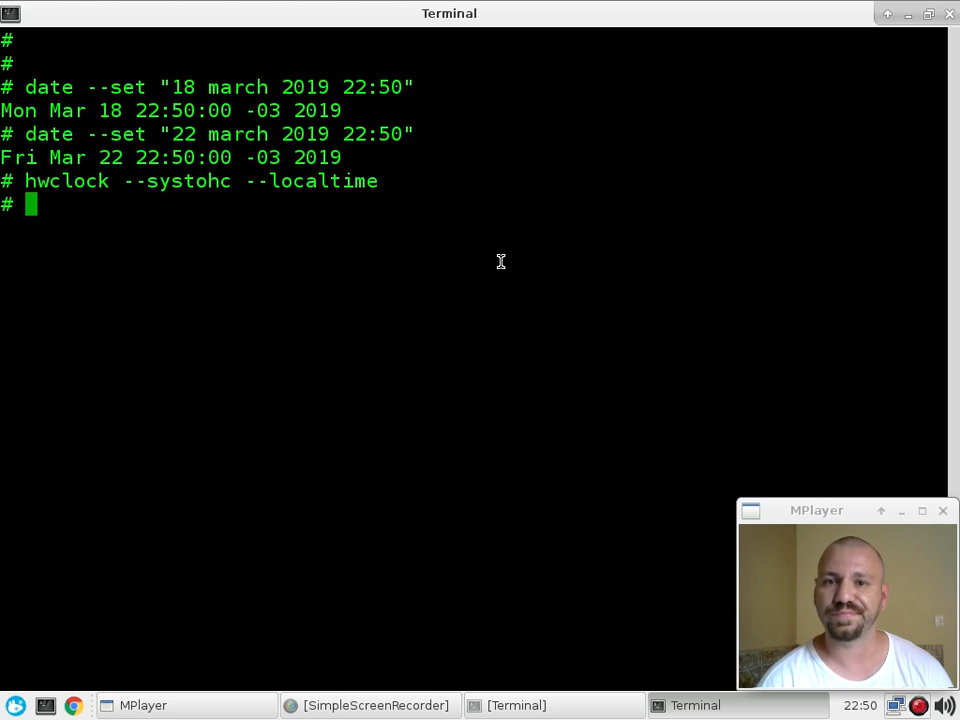 Terminal
#
#
# date --set "18 march 2019 22:50"
Mon Mar 18 22:50:00 -03 2019
# date --set "22 march 2019 22:50"
Fri Mar 22 22:50:00 -03 2019
# hwclock --systohc --localtime
#
MPlayer
MPlayer
[SimpleScreenRecorder]
[Terminal]
Terminal
22:50